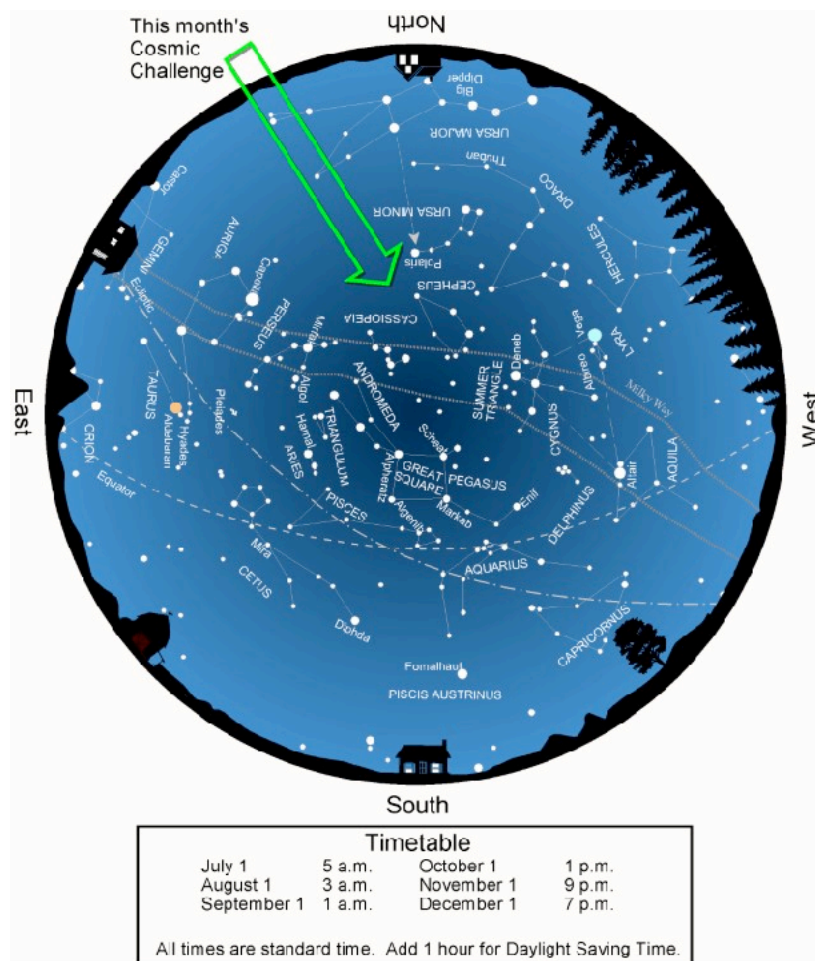 This month's
Cosmic
Challenge
North
Big
Dipper
URSA MAJOR
Thuban
DRACO
URSA MINOR
Polaris
HERCULES
CEPHEUS
Castor
GEMINI
AURIGA
Capella
Ecliptic
PERSEUS
Mirfak
CASSIOPEIA
LYRA
Vega
Deneb
Albireo
SUMMER
TRIANGLE
Milky Way
CYGNUS
East
West
TAURUS
Aldebaran
Hyades
Pleiades
Algol
ANDROMEDA
TRIANGULUM
Hamal
ARIES
ORION
Scheat
GREAT
SQUARE
PEGASUS
Alpheratz
Markab
Algenib
Enif
DELPHINUS
Altair
AQUILA
Equator
PISCES
Mira
CETUS
AQUARIUS
Diphda
CAPRICORNUS
Fomalhaut
PISCIS AUSTRINUS
South
Timetable
July 1 5 a.m. October 1 1 p.m.
August 1 3 a.m. November 1 9 p.m.
September 1 1 a.m. December 1 7 p.m.
All times are standard time. Add 1 hour for Daylight Saving Time.